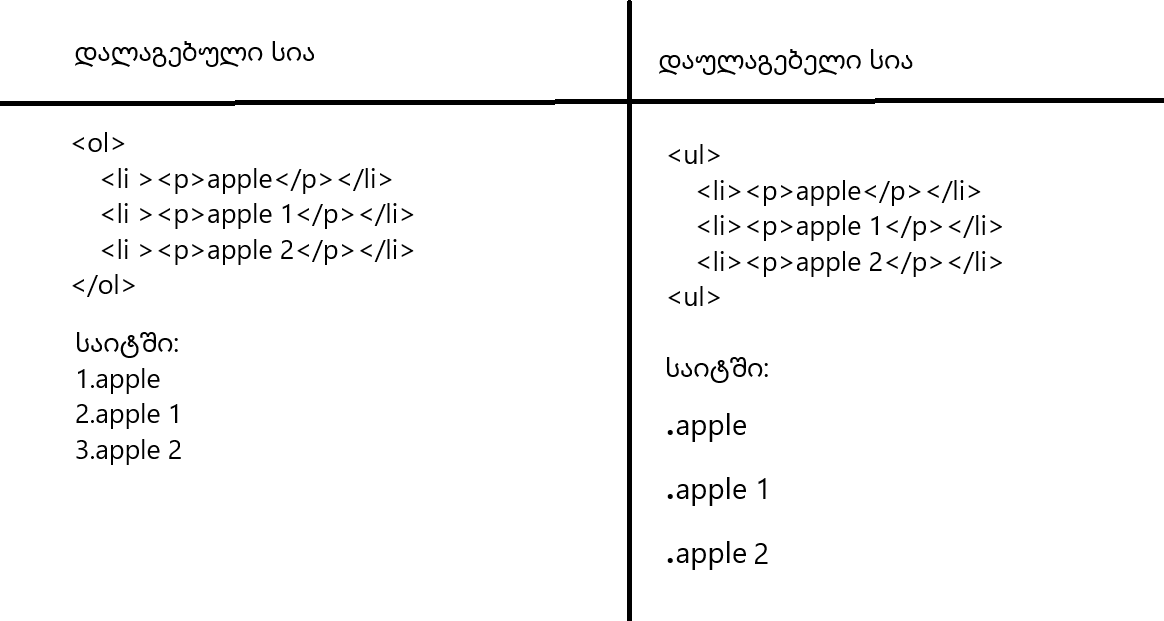 დალაგებული სია
<ol>
<li ><p>apple</p></li>
<li ><p>apple 1</p></li>
<li ><p>apple 2</p></li>
</ol>
საიტში:
1.apple
2.apple 1
3.apple 2
დაულაგებელი სია
<ul>
<li><p>apple</p></li>
<li><p>apple 1</p></li>
<li><p>apple 2</p></li>
<ul>
საიტში:
.apple
.apple 1
.apple 2